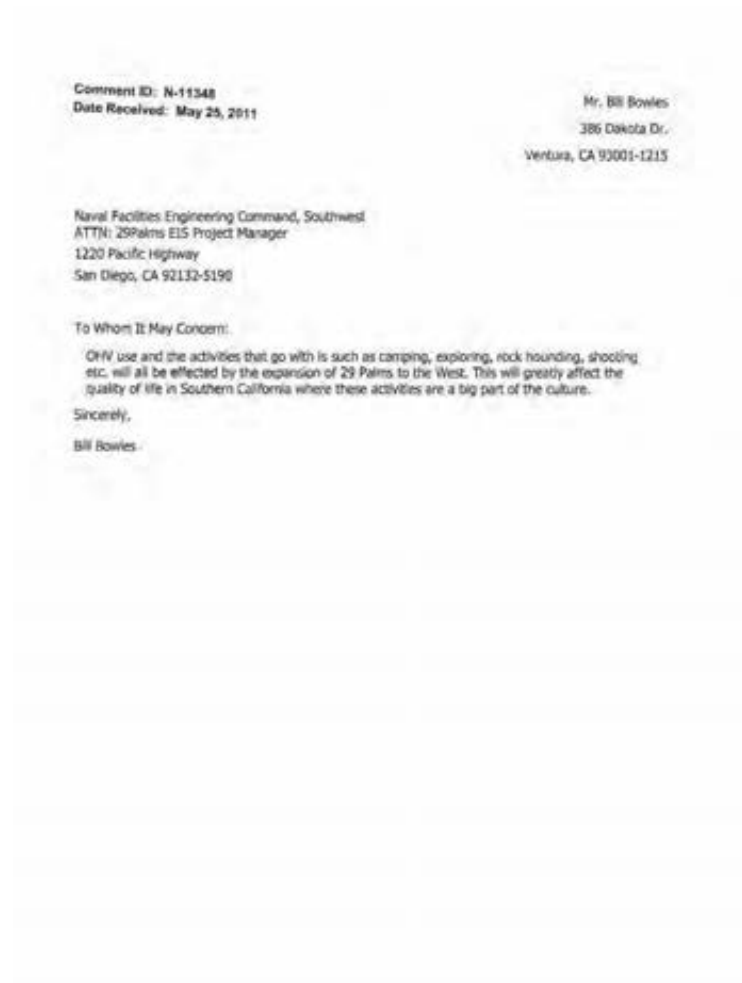 Comment ID: N-11348
Date Received: May 25, 2011
Mr. Bill Bowles
386 Dakota Dr.
Ventura, CA 93001-1215
Naval Facilities Engineering Command, Southwest
ATTN: 29Palms EIS Project Manager
1220 Pacific Highway
San Diego, CA 92132-5190
To Whom It May Concern:
OHV use and the activities that go with is such as camping, exploring, rock hounding, shooting
etc. will all be effected by the expansion of 29 Palms to the West. This will greatly affect the
quality of life in Southern California where these activities are a big part of the culture.
Sincerely,
Bill Bowles